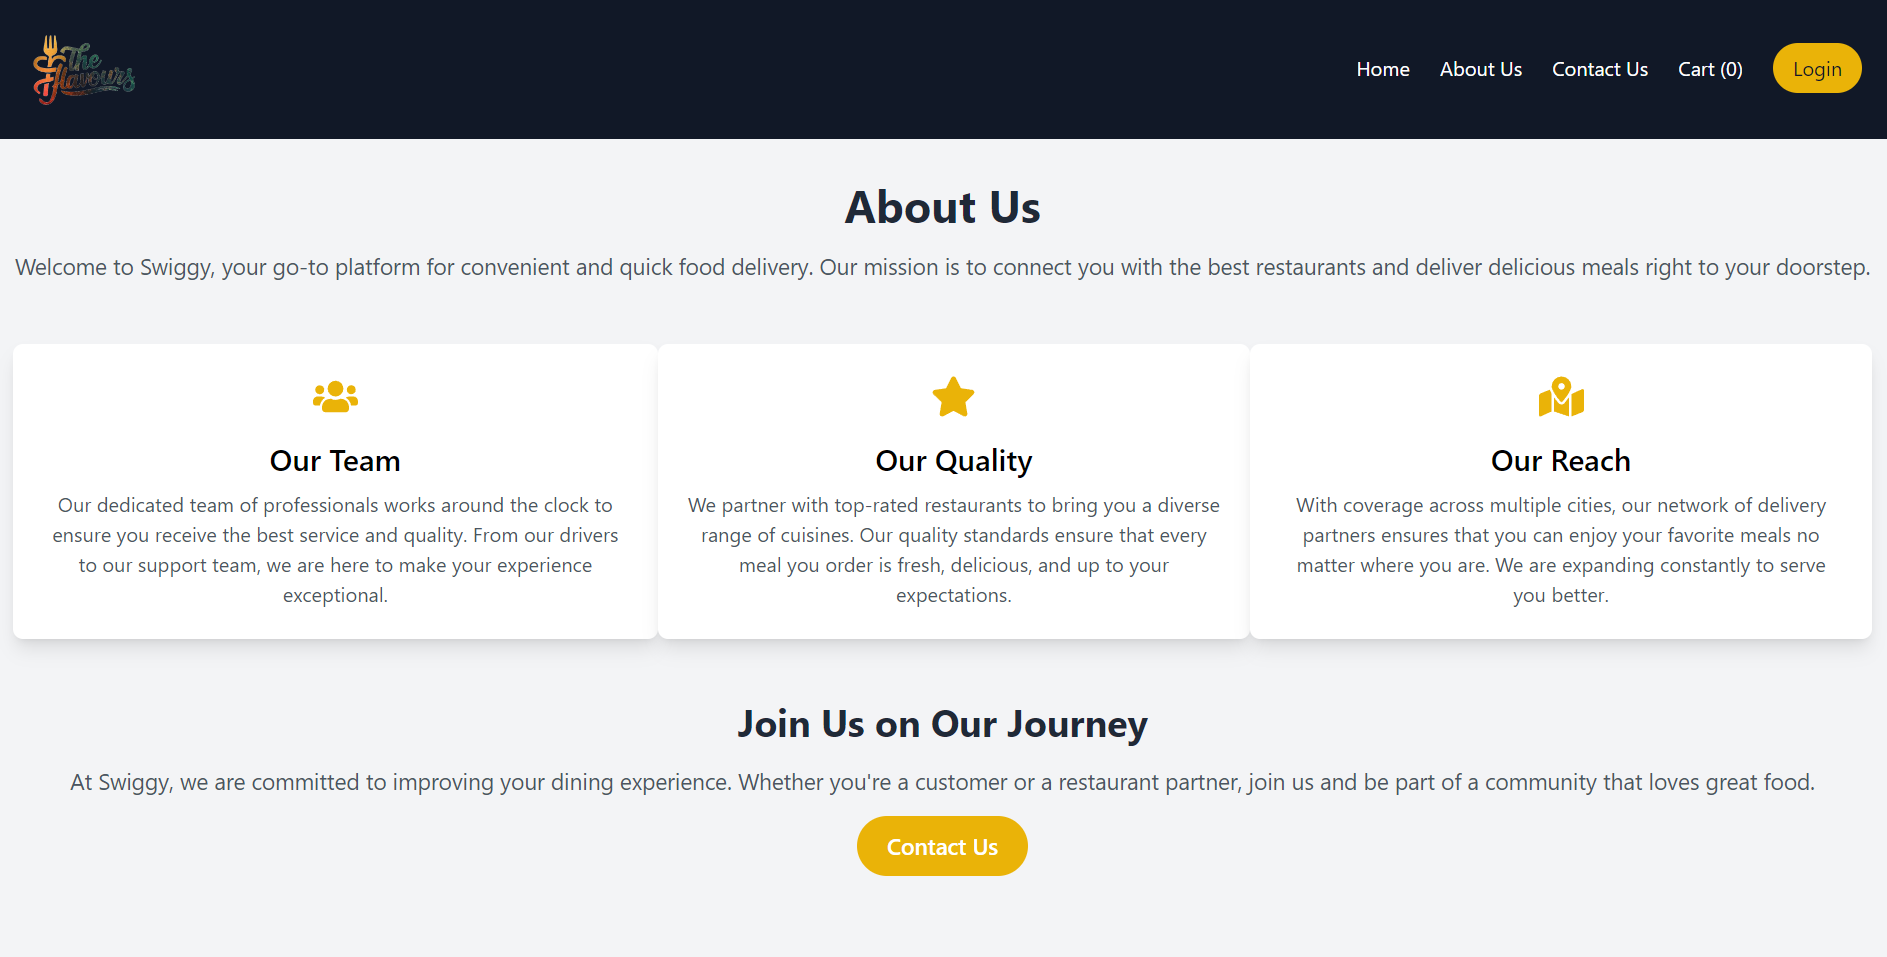 The
flavours
Home
About Us
Contact Us
Cart (0)
Login
About Us
Welcome to Swiggy, your go-to platform for convenient and quick food delivery. Our mission is to connect you with the best restaurants and deliver delicious meals right to your doorstep.
Our Team
Our dedicated team of professionals works around the clock to
ensure you receive the best service and quality. From our drivers
to our support team, we are here to make your experience
exceptional.
Our Quality
We partner with top-rated restaurants to bring you a diverse
range of cuisines. Our quality standards ensure that every
meal you order is fresh, delicious, and up to your
expectations.
Our Reach
With coverage across multiple cities, our network of delivery
partners ensures that you can enjoy your favorite meals no
matter where you are. We are expanding constantly to serve
you better.
Join Us on Our Journey
At Swiggy, we are committed to improving your dining experience. Whether you're a customer or a restaurant partner, join us and be part of a community that loves great food.
Contact Us